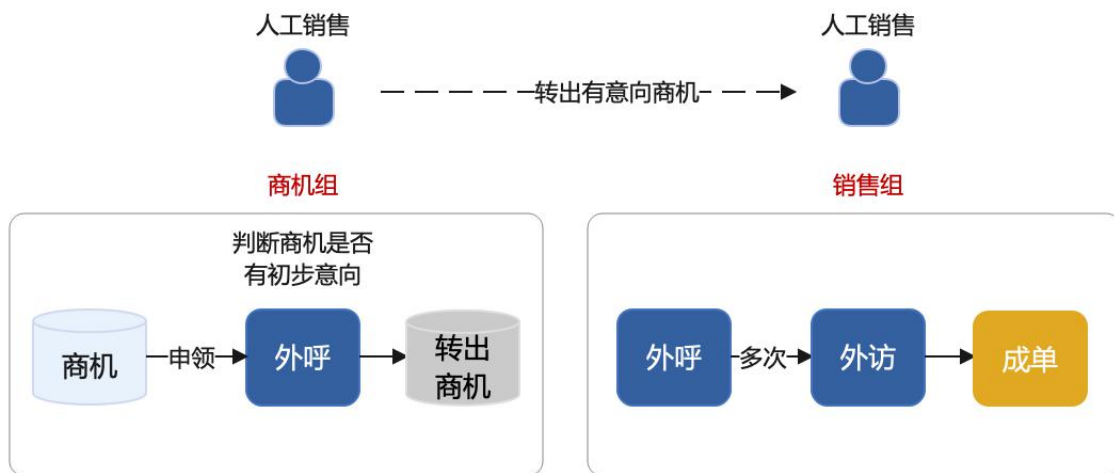 人工销售
人工销售
转出有意向商机
商机组
销售组
判断商机是否
有初步意向
商机
申领
外呼
转出
商机
外呼
多次
外访
成单